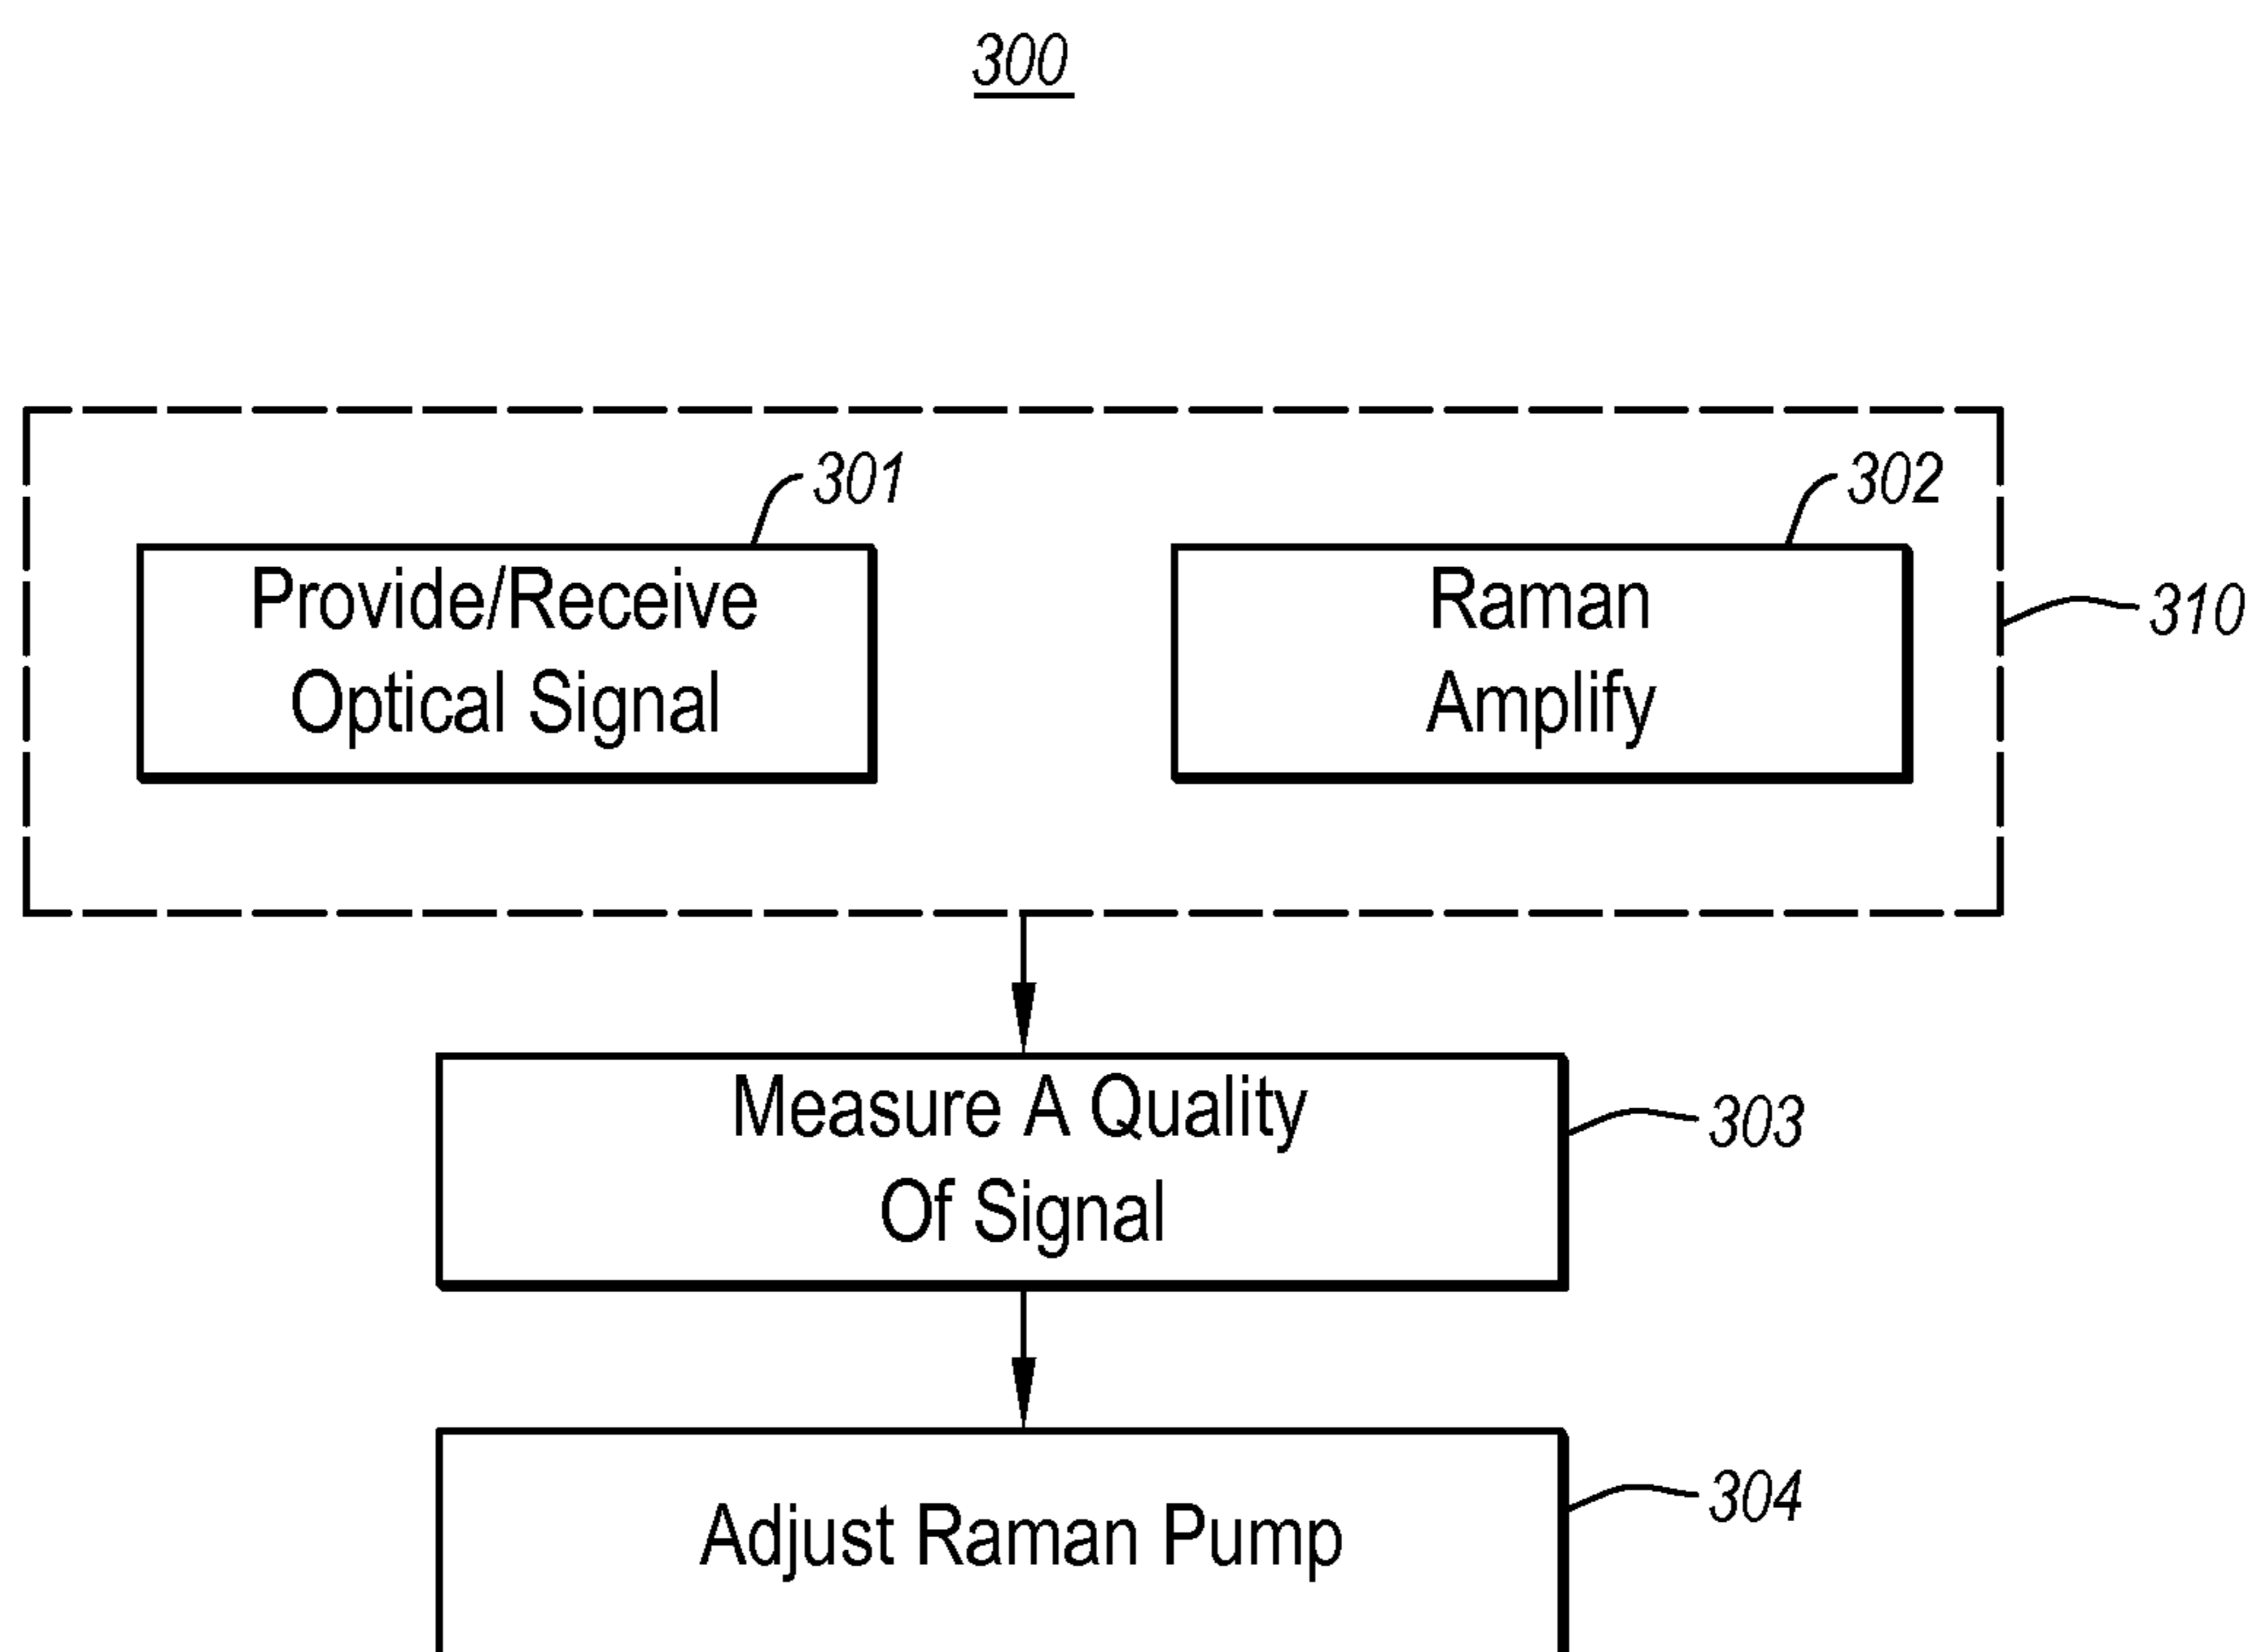 300
301
302
Provide/Receive
Optical Signal
Raman
Amplify
310
Measure A Quality
Of Signal
303
Adjust Raman Pump
304